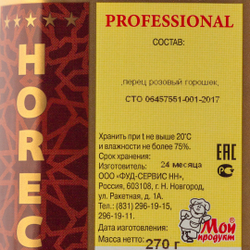 HOREC
PROFESSIONAL
СОСТАВ:
перец розовый горошек,
СТО 06457551-001-2017
Хранить при t не выше 20°С
и влажности не более 75%.
Срок хранения:
Изготовитель: 24 месяца
ООО «ФУД-СЕРВИС НН»,
Россия, 603108, г. Н. Новгород,
ул. Ракетная, д. 1А.
Тел.: (831) 296-19-15,
296-19-11.
Дата изготовления:
Масса нетто: 270 г
EAC
Мой
продукт